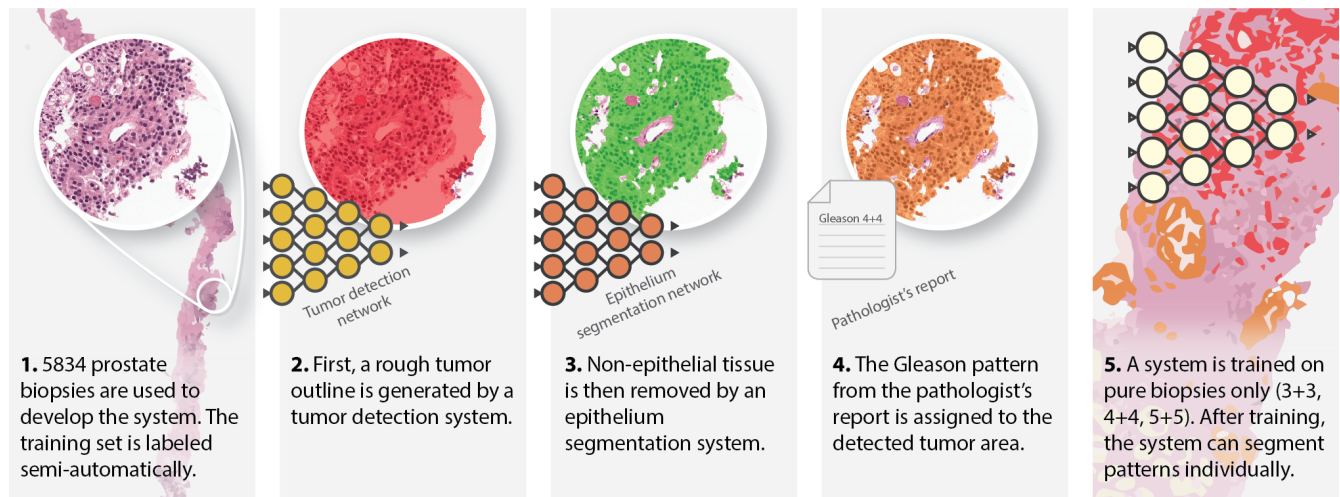 Tumor detection
network
Epithelium
segmentation network
Gleason 4+4
Pathologist's report
1. 5834 prostate
biopsies are used to
develop the system. The
training set is labeled
semi-automatically.
2. First, a rough tumor
outline is generated by a
tumor detection system.
3. Non-epithelial tissue
is then removed by an
epithelium
segmentation system.
4. The Gleason pattern
from the pathologist's
report is assigned to the
detected tumor area.
5. A system is trained on
pure biopsies only (3+3,
4+4, 5+5). After training,
the system can segment
patterns individually.